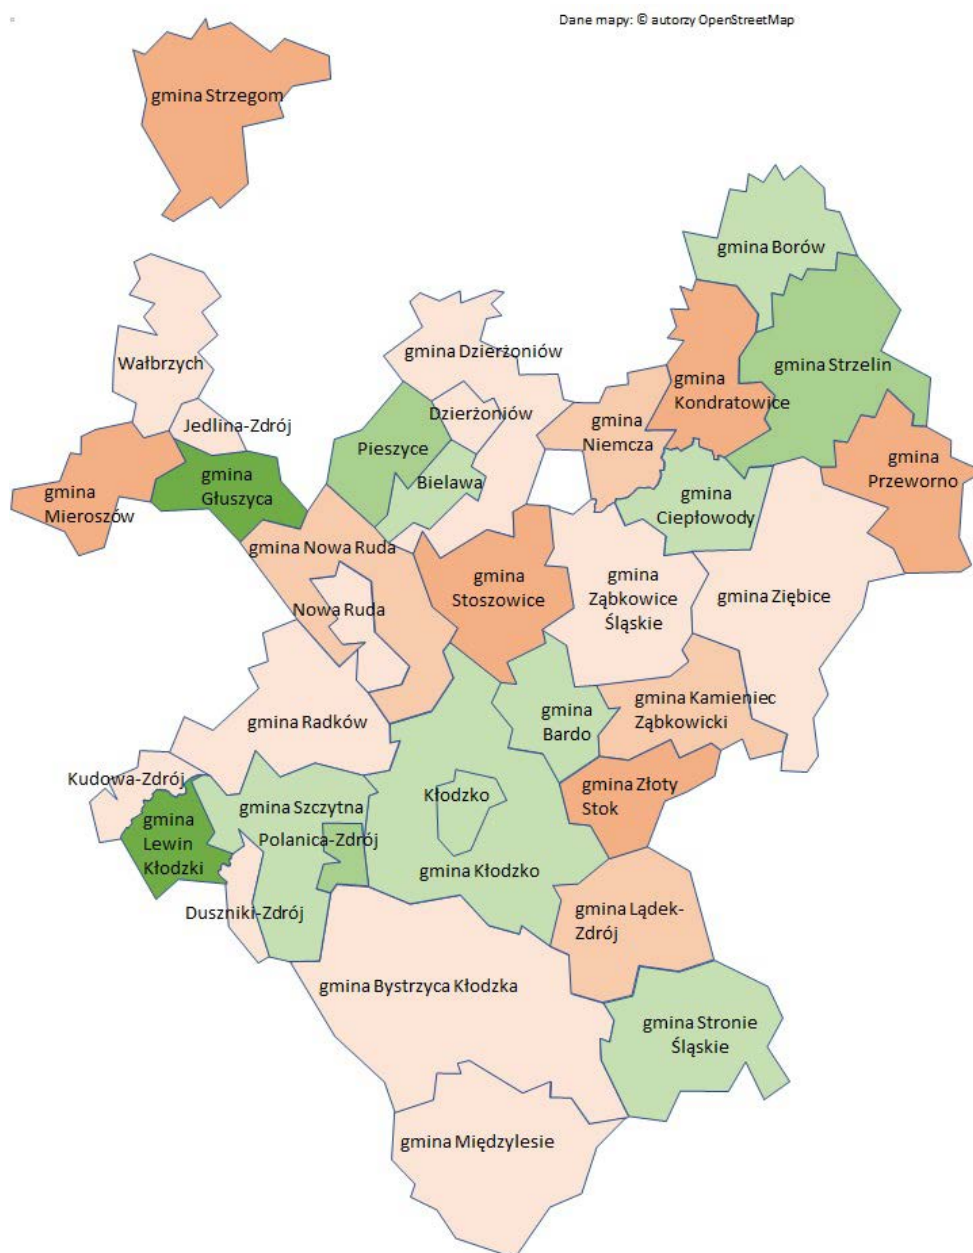 Dane mapy: © autorzy OpenStreetMap
gmina Strzegom
gmina Borów
Wałbrzych
gmina Dzierżoniów
gmina Strzelin
gmina
Kondratowice
Jedlina-Zdrój
Dzierżoniów
gmina
Niemcza
Pieszyce
Bielawa
gmina
Głuszyca
gmina
Mieroszów
gmina
Przeworno
gmina
Ciepłowody
gmina Nowa Ruda
gmina
Stoszowice
gmina
Ząbkowice
Śląskie
gmina Ziębice
Nowa Ruda
gmina Kamieniec
Ząbkowicki
gmina Radków
gmina
Bardo
Kudowa-Zdrój
Kłodzko
gmina Złoty
Stok
gmina Szczytna
gmina
Lewin
Kłodzki
Polanica-Zdrój
gmina Kłodzko
Duszniki-Zdrój
gmina Lądek-
Zdrój
gmina Bystrzyca Kłodzka
gmina Stronie
Śląskie
gmina Międzylesie